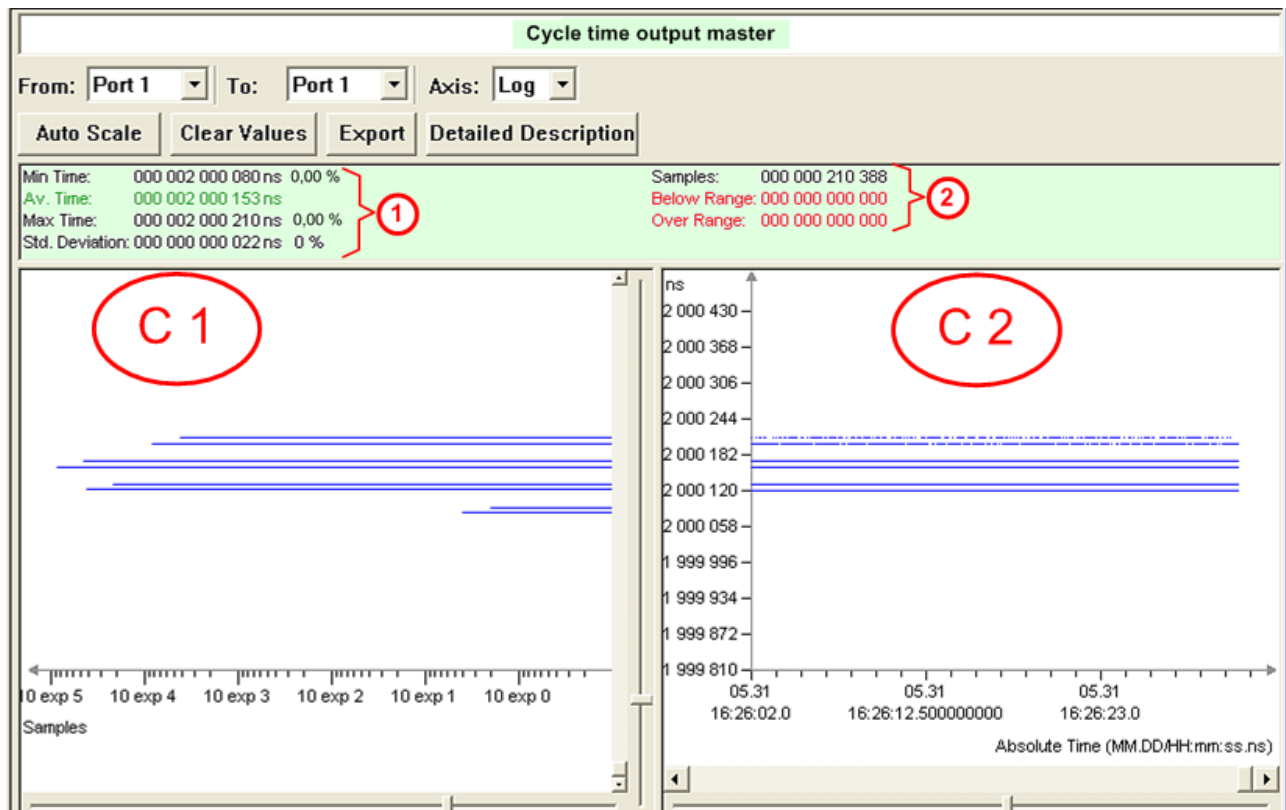 Cycle time output master
From: Port 1 To: Port 1 Axis: Log
Auto Scale Clear Values Export Detailed Description
Min Time: 000 002 000 080 ns 0,00 %
Av. Time: 000 002 000 153 ns
Max Time: 000 002 000 210 ns 0,00 %
Std. Deviation: 000 000 000 022 ns 0 %
1
Samples: 000 000 210 388
Below Range: 000 000 000 000
Over Range: 000 000 000 000
2
C 1
10 exp 5 10 exp 4 10 exp 3 10 exp 2 10 exp 1 10 exp 0
Samples
C 2
ns
2 000 430
2 000 368
2 000 306
2 000 244
2 000 182
2 000 120
2 000 058
1 999 996
1 999 934
1 999 872
1 999 810
05.31 05.31 05.31
16:26:02.0 16:26:12.500000000 16:26:23.0
Absolute Time (MM.DD/HH:mm:ss.ns)